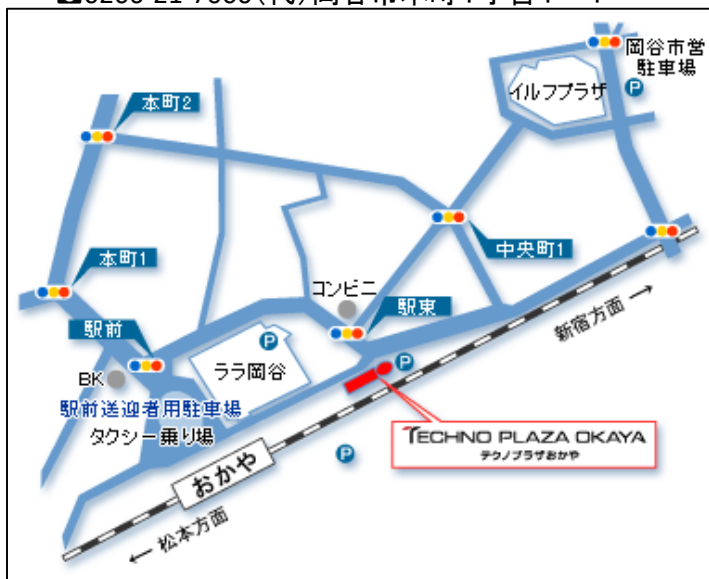 岡谷市営
駐車場
P
イルフプラザ
本町2
中央町1
本町1
コンビニ
駅東
新宿方面 →
駅前
P
ララ岡谷
P
BK
駅前送迎者用駐車場
タクシー乗り場
TECHNO PLAZA OKAYA
テクノプラザおかや
P
おかや
← 松本方面